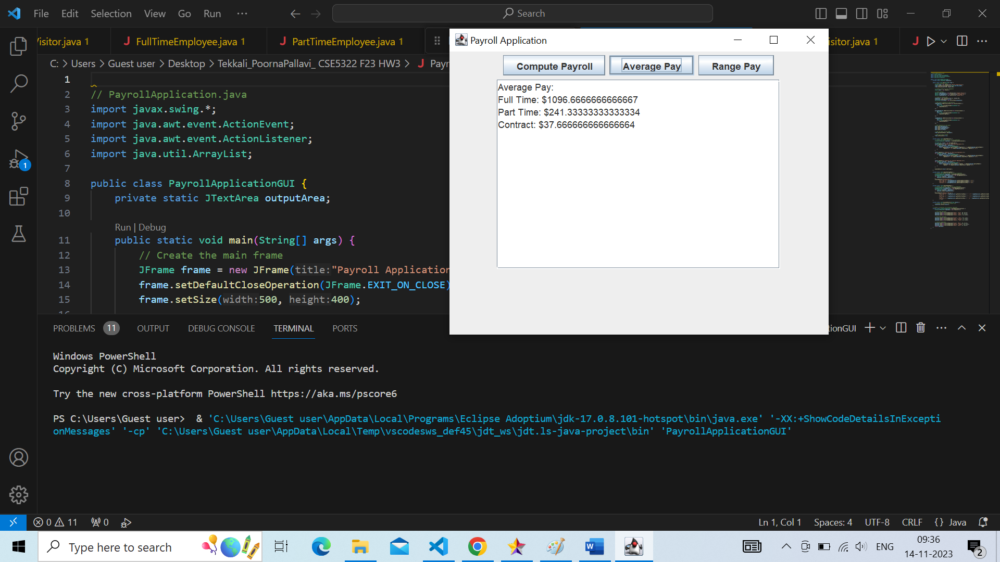 File Edit Selection View Go Run ···
Search
isitor.java 1
FullTimeEmployee.java 1
PartTimeEmployee.java 1
isitor.java 1
C: > Users > Guest user > Desktop > Tekkali_PoornaPallavi_ CSE5322 F23 HW3 > J Payr
Payroll Application
Compute Payroll
Average Pay
Range Pay
Average Pay:
Full Time: $1096.6666666666667
Part Time: $241.33333333333334
Contract: $37.666666666666664
1
2 // PayrollApplication.java
3 import javax.swing.*;
4 import java.awt.event.ActionEvent;
5 import java.awt.event.ActionListener;
6 import java.util.ArrayList;
7
8 public class PayrollApplicationGUI {
9 private static JTextArea outputArea;
10
Run | Debug
11 public static void main(String[] args) {
12 // Create the main frame
13 JFrame frame = new JFrame(title:"Payroll Application
14 frame.setDefaultCloseOperation(JFrame.EXIT_ON_CLOSE)
15 frame.setSize(width:500, height:400);
16
PROBLEMS 11 OUTPUT DEBUG CONSOLE TERMINAL PORTS
ionGUI
Windows PowerShell
Copyright (C) Microsoft Corporation. All rights reserved.
Try the new cross-platform PowerShell https://aka.ms/pscore6
PS C:\Users\Guest user>  & 'C:\Users\Guest user\AppData\Local\Programs\Eclipse Adoptium\jdk-17.0.8.101-hotspot\bin\java.exe' '-XX:+ShowCodeDetailsInExcepti
onMessages' '-cp' 'C:\Users\Guest user\AppData\Local\Temp\vscodesws_def45\jdt_ws\jdt.ls-java-project\bin' 'PayrollApplicationGUI'
1
0 11 0
Ln 1, Col 1 Spaces: 4 UTF-8 CRLF {} Java
Type here to search
ENG
09:36
14-11-2023
2